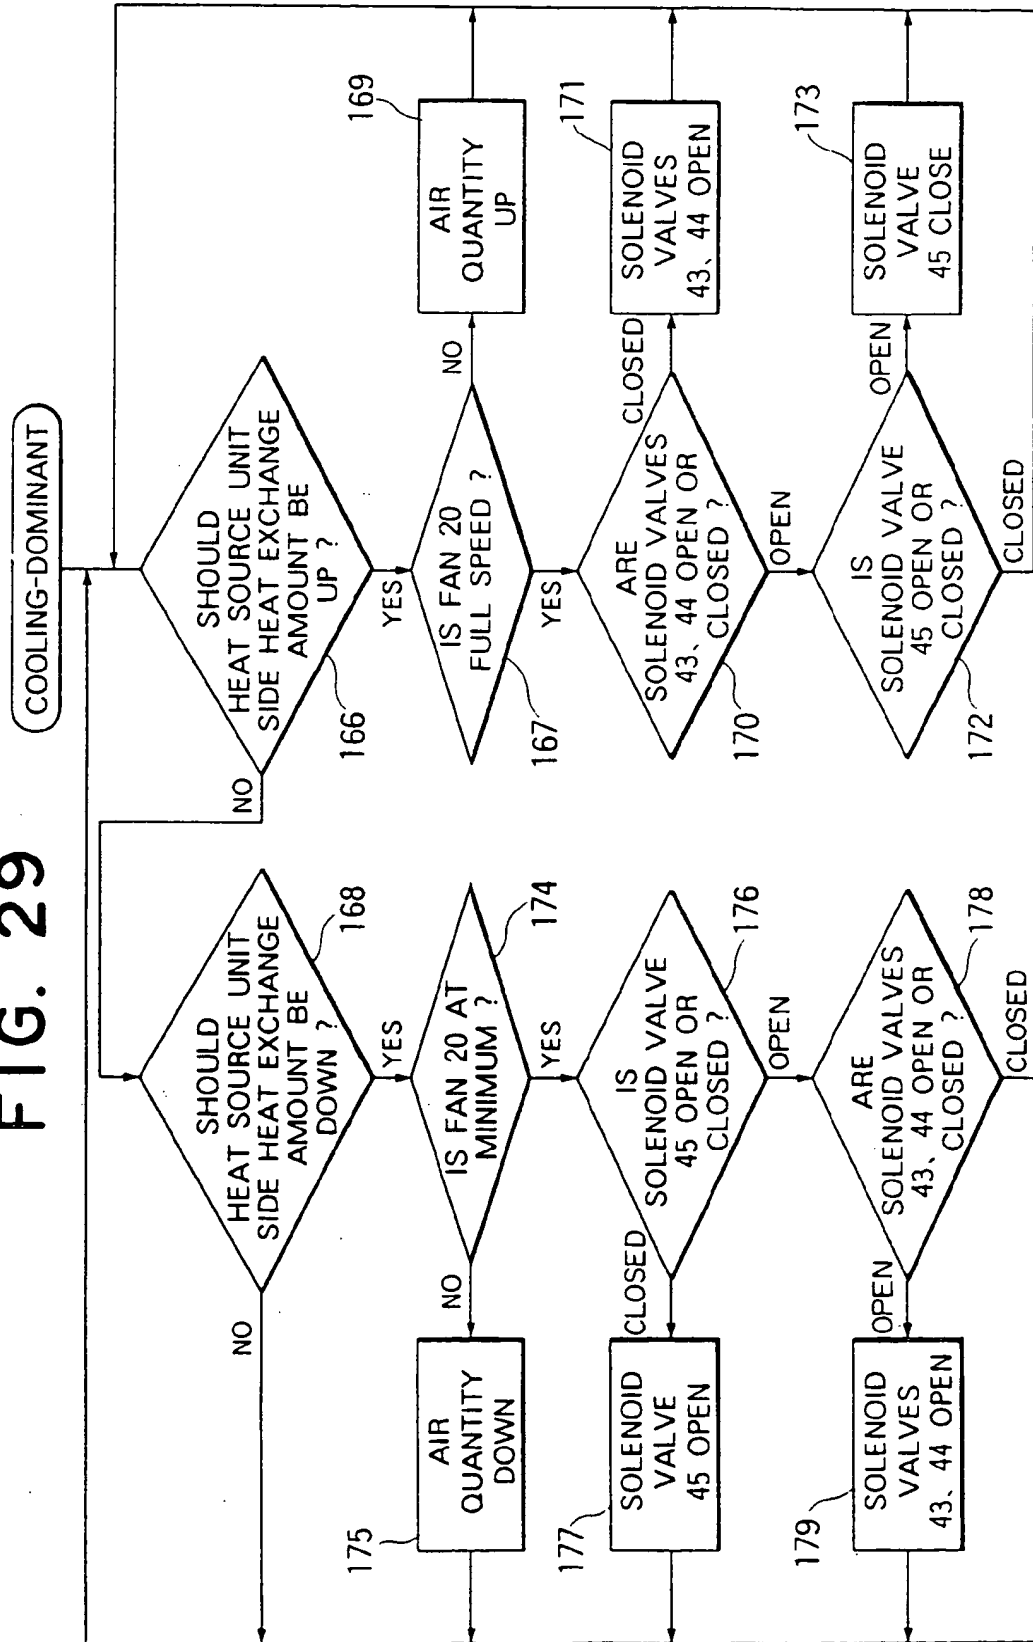 FIG. 29
COOLING-DOMINANT
SHOULD
HEAT SOURCE UNIT
SIDE HEAT EXCHANGE
AMOUNT BE
UP ?
166
NO
YES
IS FAN 20
FULL SPEED ?
167
NO
AIR
QUANTITY
UP
169
YES
ARE
SOLENOID VALVES
43、44 OPEN OR
CLOSED ?
170
CLOSED
SOLENOID
VALVES
43、44 OPEN
171
OPEN
IS
SOLENOID VALVE
45 OPEN OR
CLOSED ?
172
OPEN
SOLENOID
VALVE
45 CLOSE
173
CLOSED
SHOULD
HEAT SOURCE UNIT
SIDE HEAT EXCHANGE
AMOUNT BE
DOWN ?
168
NO
YES
IS FAN 20 AT
MINIMUM ?
174
NO
AIR
QUANTITY
DOWN
175
YES
IS
SOLENOID VALVE
45 OPEN OR
CLOSED ?
176
CLOSED
SOLENOID
VALVE
45 OPEN
177
OPEN
ARE
SOLENOID VALVES
43、44 OPEN OR
CLOSED ?
178
OPEN
SOLENOID
VALVES
43、44 OPEN
179
CLOSED